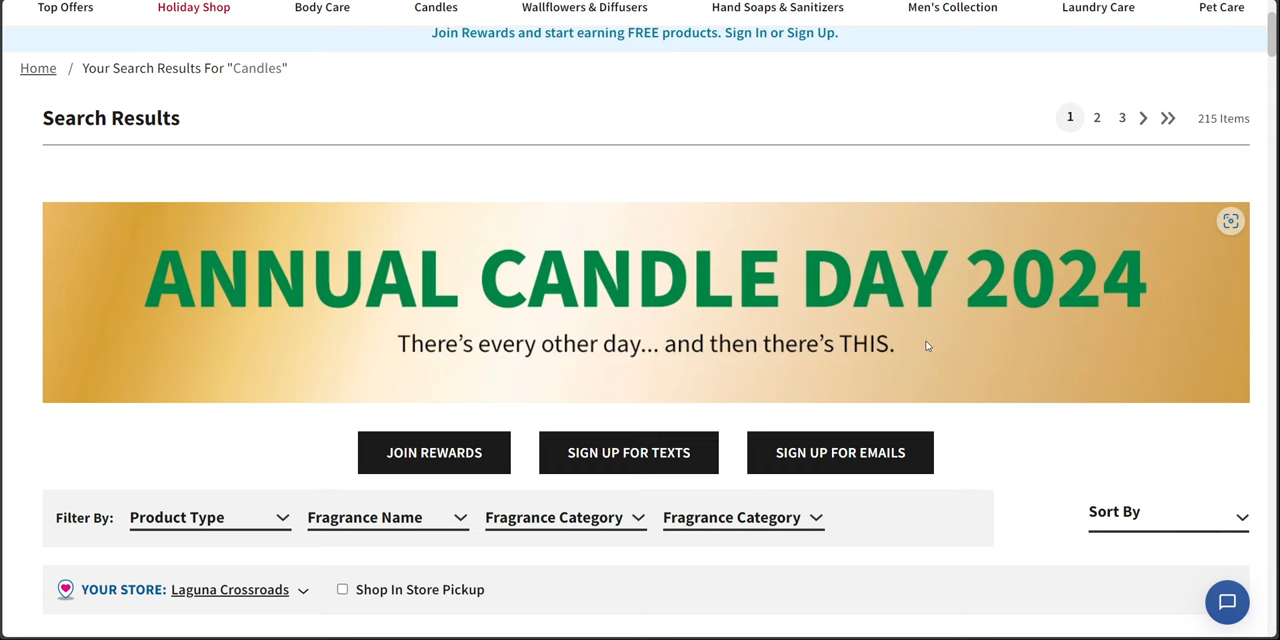 Top Offers Holiday Shop Body Care Candles Wallflowers & Diffusers Hand Soaps & Sanitizers Men's Collection Laundry Care Pet Care
Join Rewards and start earning FREE products. Sign In or Sign Up.
Home / Your Search Results For "Candles"
Search Results 1 2 3 215 Items
ANNUAL CANDLE DAY 2024
There's every other day... and then there's THIS.
JOIN REWARDS SIGN UP FOR TEXTS SIGN UP FOR EMAILS
Filter By: Product Type Fragrance Name Fragrance Category Fragrance Category Sort By
YOUR STORE: Laguna Crossroads Shop In Store Pickup